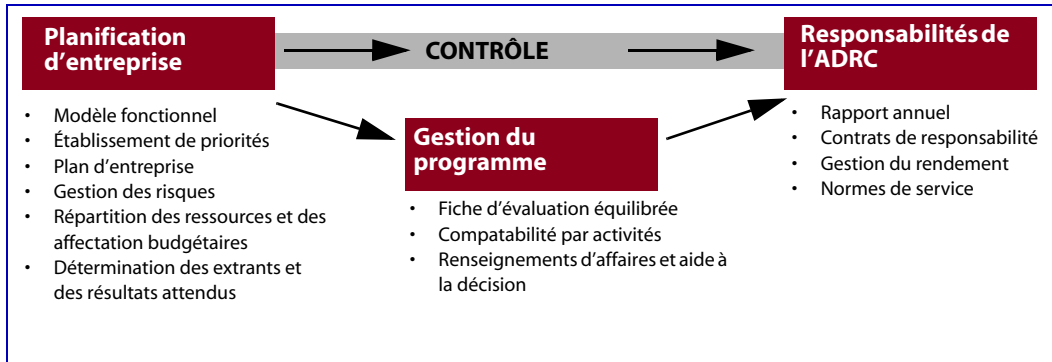 Planification
d'entreprise
CONTRÔLE
Responsabilités de
l'ADRC
• Modèle fonctionnel
• Établissement de priorités
• Plan d'entreprise
• Gestion des risques
• Répartition des ressources et des
affectation budgétaires
• Détermination des extrants et
des résultats attendus
Gestion du
programme
• Fiche d'évaluation équilibrée
• Compatabilité par activités
• Renseignements d'affaires et aide à
la décision
• Rapport annuel
• Contrats de responsabilité
• Gestion du rendement
• Normes de service